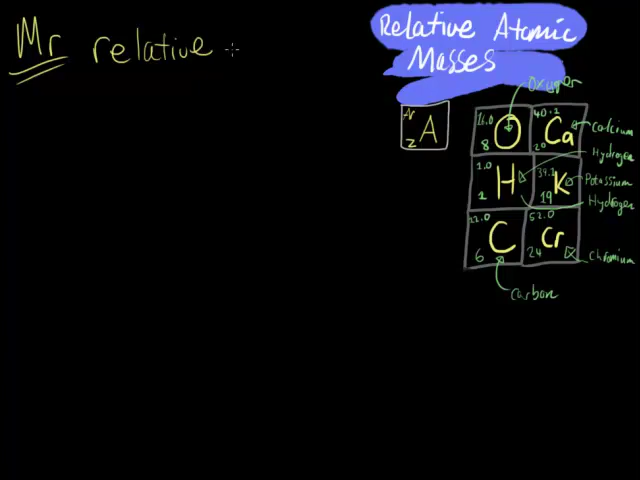 Mr relative
Relative Atomic
Masses
Oxygen
Ar
Z A
16.0
8 O
40.1
20 Ca
Calcium
Hydrogen
1.0
1 H
39.1
19 K
Potassium
Hydrogen
12.0
6 C
52.0
24 Cr
Chromium
Carbon